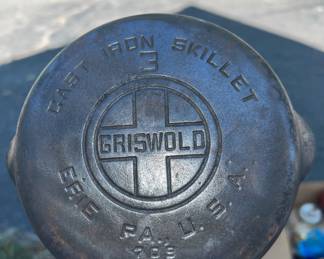 CAST IRON SKILLET
3
GRISWOLD
ERIE PA., U.S.A.
709